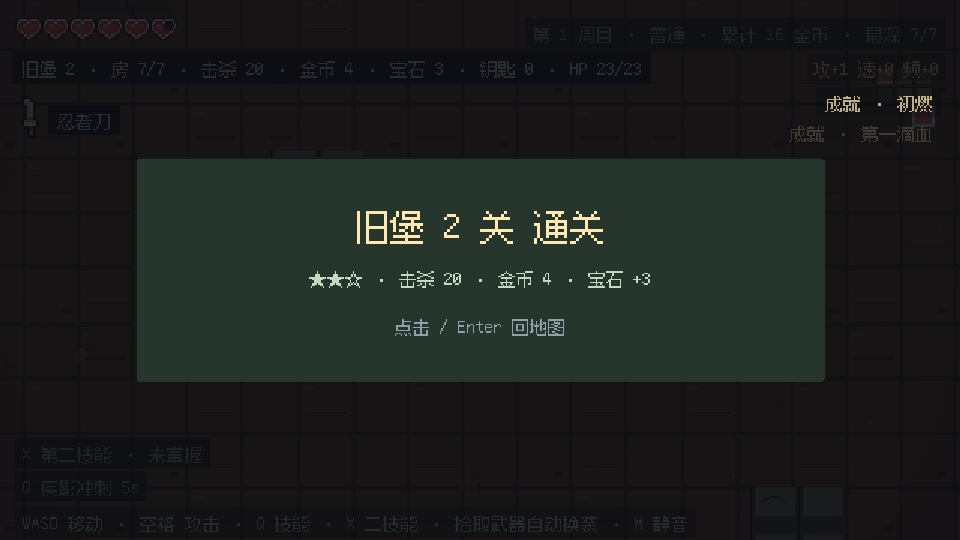 第 1 周目 · 普通 · 累计 16 金币 · 最深 7/7
旧堡 2 · 房 7/7 · 击杀 20 · 金币 4 · 宝石 3 · 钥匙 0 · HP 23/23
攻+1 速+0 频+0
成就 · 初燃
忍者刀
成就 · 第一滴血
旧堡 2 关 通关
★★☆ · 击杀 20 · 金币 4 · 宝石 +3
点击 / Enter 回地图
X 第二技能 · 未掌握
Q 疾影冲刺 5s
WASD 移动 · 空格 攻击 · Q 技能 · X 二技能 · 拾取武器自动换装 · M 静音